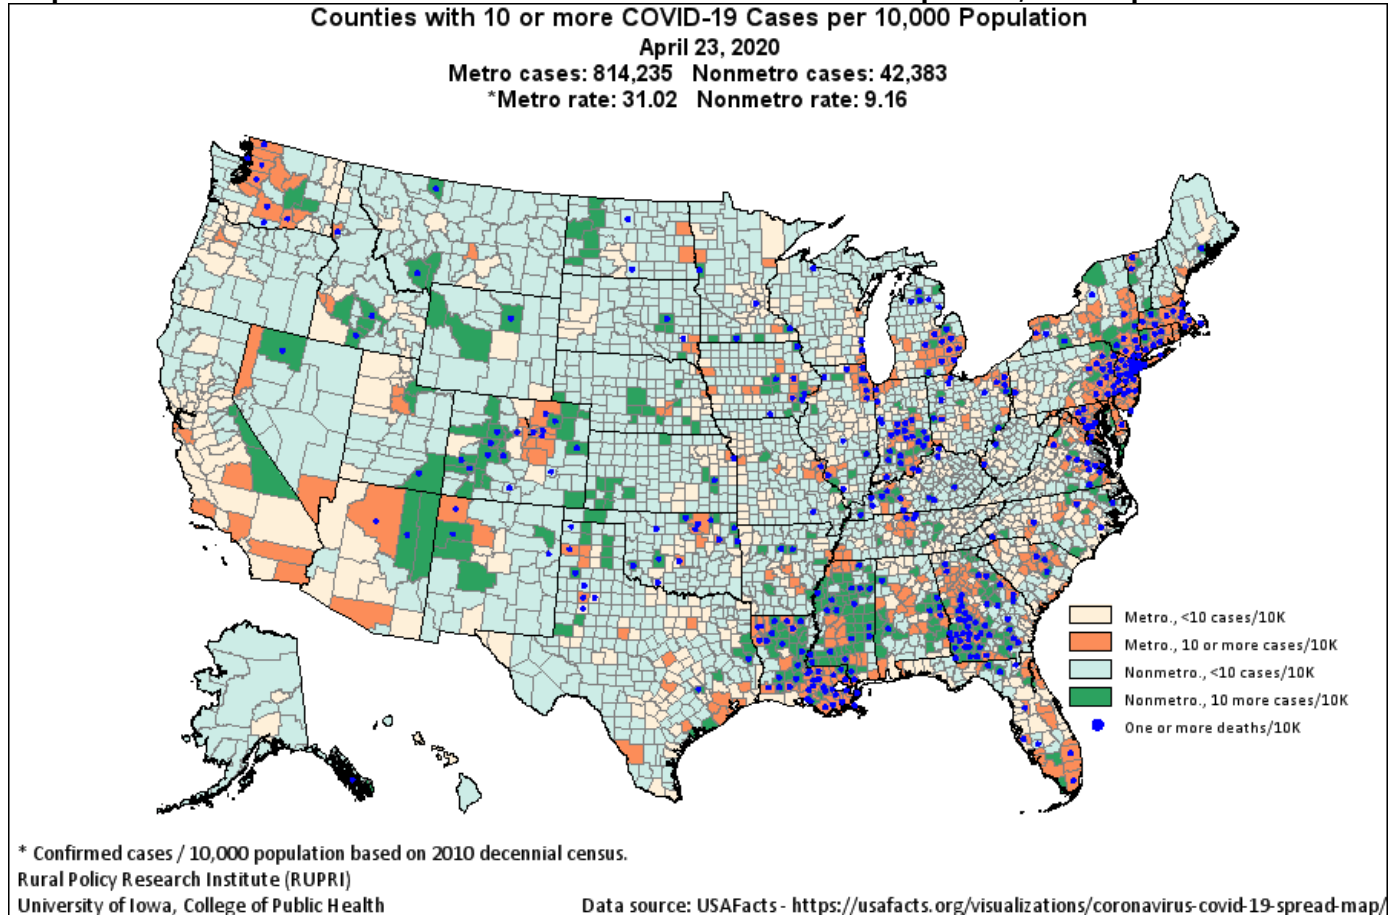 Counties with 10 or more COVID-19 Cases per 10,000 Population
April 23, 2020
Metro cases: 814,235 Nonmetro cases: 42,383
*Metro rate: 31.02 Nonmetro rate: 9.16
Metro., <10 cases/10K
Metro., 10 or more cases/10K
Nonmetro., <10 cases/10K
Nonmetro., 10 more cases/10K
One or more deaths/10K
* Confirmed cases / 10,000 population based on 2010 decennial census.
Rural Policy Research Institute (RUPRI)
University of Iowa, College of Public Health
Data source: USAFacts - https://usafacts.org/visualizations/coronavirus-covid-19-spread-map/